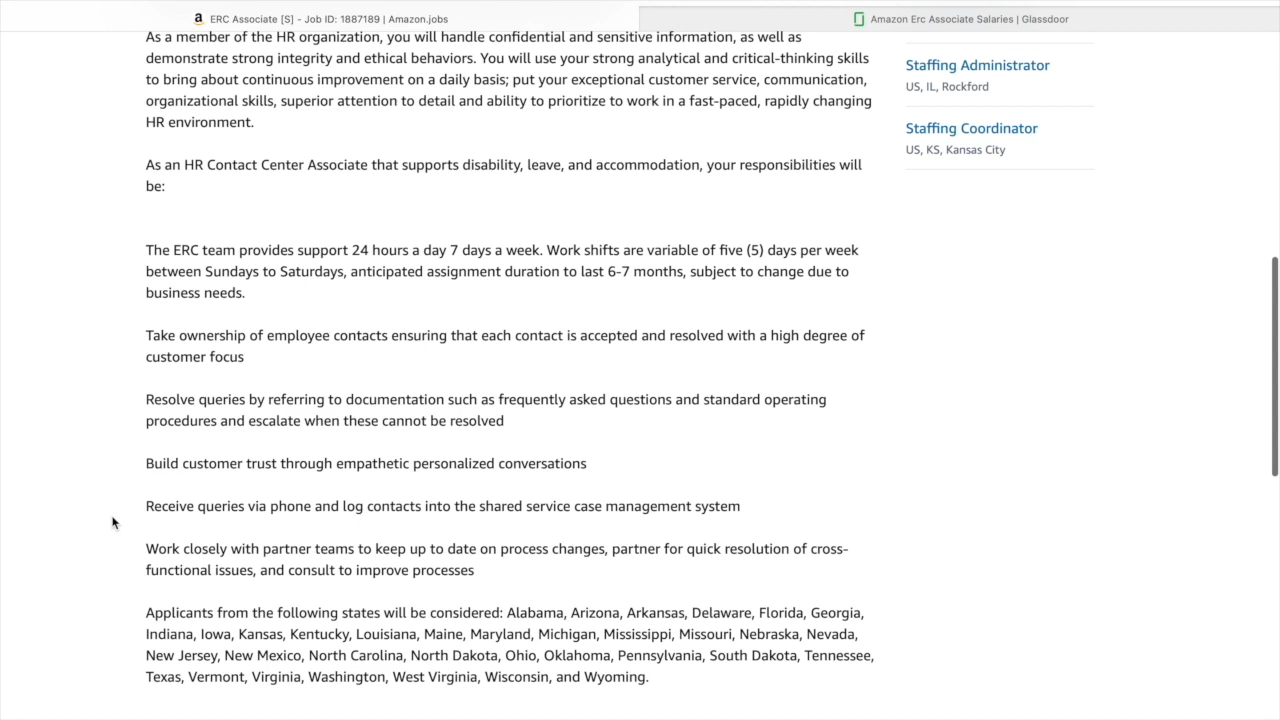 ERC Associate [S] - Job ID: 1887189 | Amazon.jobs
Amazon Erc Associate Salaries | Glassdoor
As a member of the HR organization, you will handle confidential and sensitive information, as well as
demonstrate strong integrity and ethical behaviors. You will use your strong analytical and critical-thinking skills
to bring about continuous improvement on a daily basis; put your exceptional customer service, communication,
organizational skills, superior attention to detail and ability to prioritize to work in a fast-paced, rapidly changing
HR environment.
As an HR Contact Center Associate that supports disability, leave, and accommodation, your responsibilities will
be:
The ERC team provides support 24 hours a day 7 days a week. Work shifts are variable of five (5) days per week
between Sundays to Saturdays, anticipated assignment duration to last 6-7 months, subject to change due to
business needs.
Take ownership of employee contacts ensuring that each contact is accepted and resolved with a high degree of
customer focus
Resolve queries by referring to documentation such as frequently asked questions and standard operating
procedures and escalate when these cannot be resolved
Build customer trust through empathetic personalized conversations
Receive queries via phone and log contacts into the shared service case management system
Work closely with partner teams to keep up to date on process changes, partner for quick resolution of cross-
functional issues, and consult to improve processes
Applicants from the following states will be considered: Alabama, Arizona, Arkansas, Delaware, Florida, Georgia,
Indiana, Iowa, Kansas, Kentucky, Louisiana, Maine, Maryland, Michigan, Mississippi, Missouri, Nebraska, Nevada,
New Jersey, New Mexico, North Carolina, North Dakota, Ohio, Oklahoma, Pennsylvania, South Dakota, Tennessee,
Texas, Vermont, Virginia, Washington, West Virginia, Wisconsin, and Wyoming.
Staffing Administrator
US, IL, Rockford
Staffing Coordinator
US, KS, Kansas City